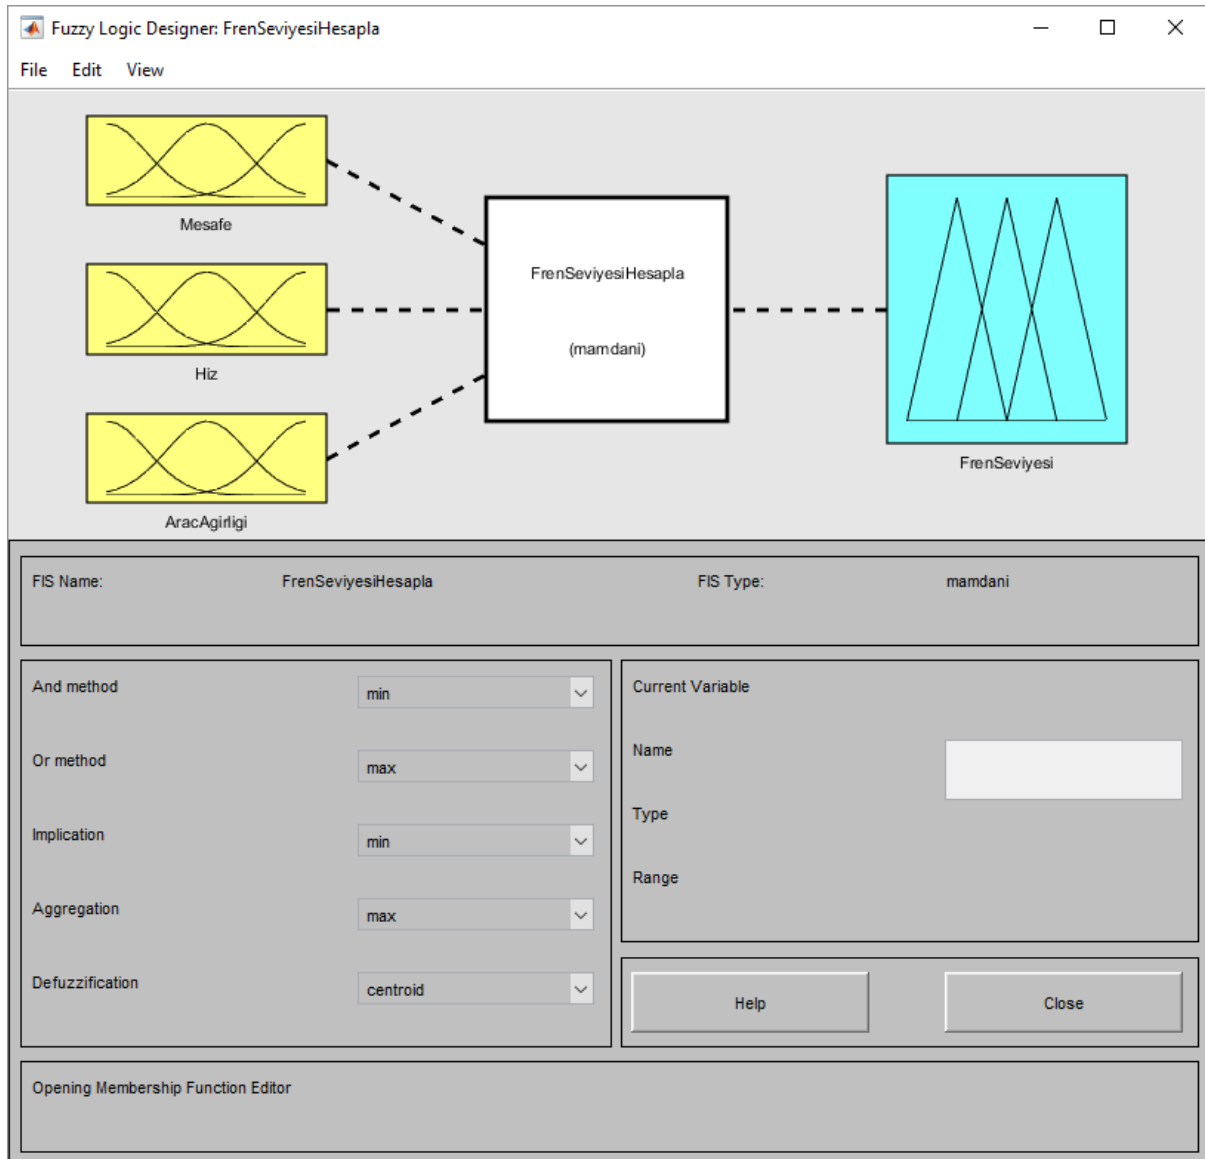 Fuzzy Logic Designer: FrenSeviyesiHesapla
File Edit View
Mesafe
Hiz
AracAgirligi
FrenSeviyesiHesapla
(mamdani)
FrenSeviyesi
FIS Name: FrenSeviyesiHesapla FIS Type: mamdani
And method min
Or method max
Implication min
Aggregation max
Defuzzification centroid
Current Variable
Name
Type
Range
Help Close
Opening Membership Function Editor